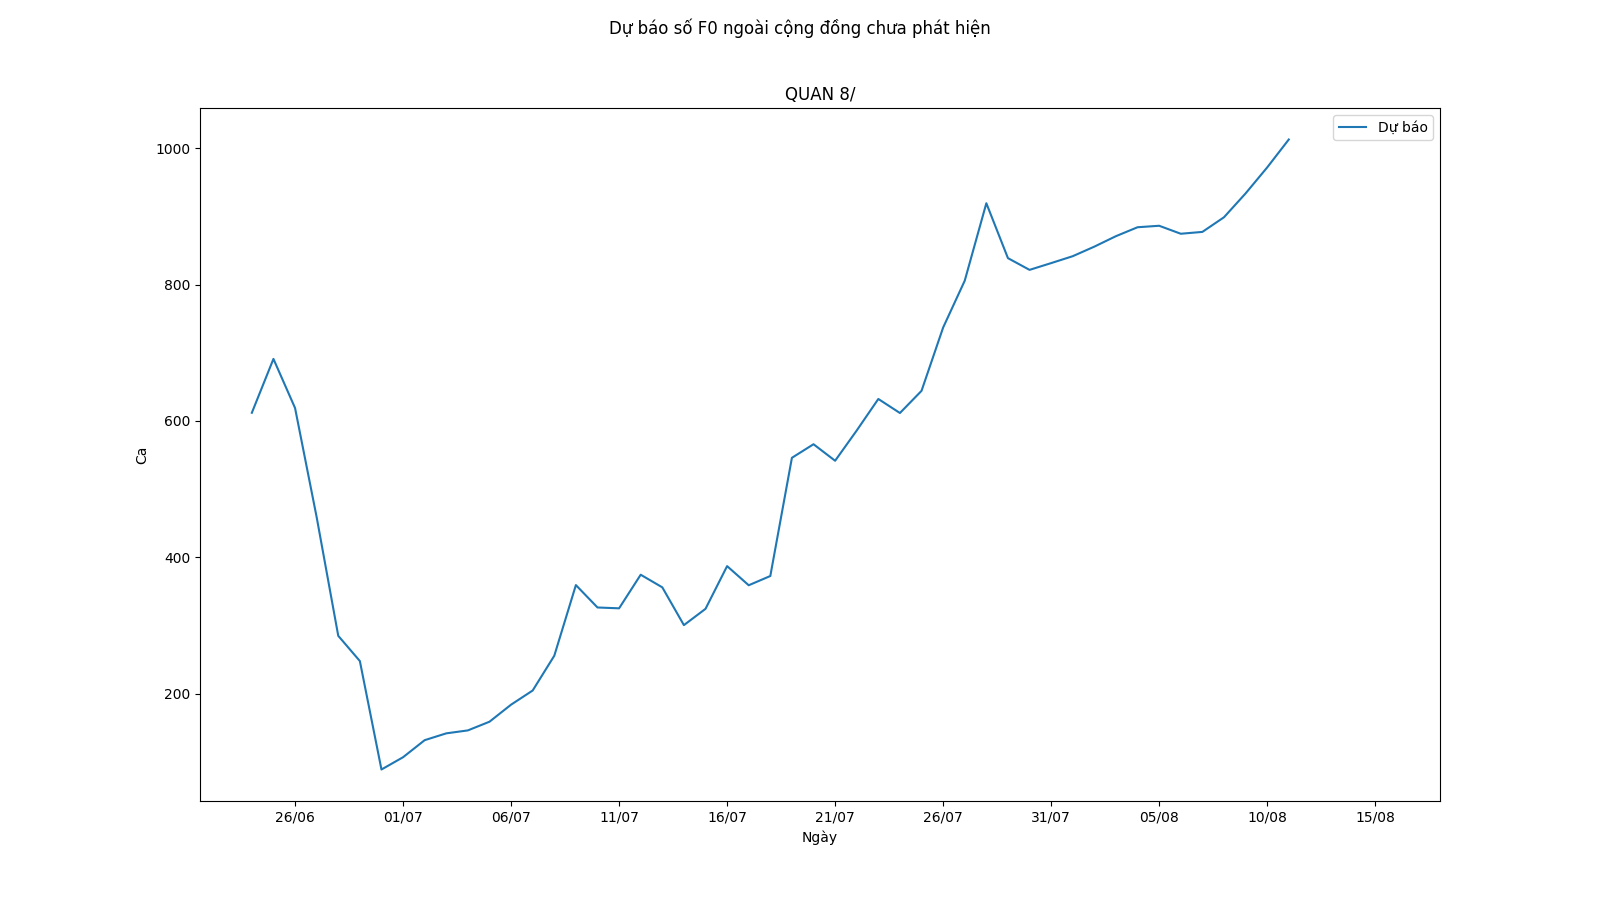 Dự báo số F0 ngoài cộng đồng chưa phát hiện
QUAN 8/
Dự báo
1000
800
600
400
200
Ca
26/06 01/07 06/07 11/07 16/07 21/07 26/07 31/07 05/08 10/08 15/08
Ngày